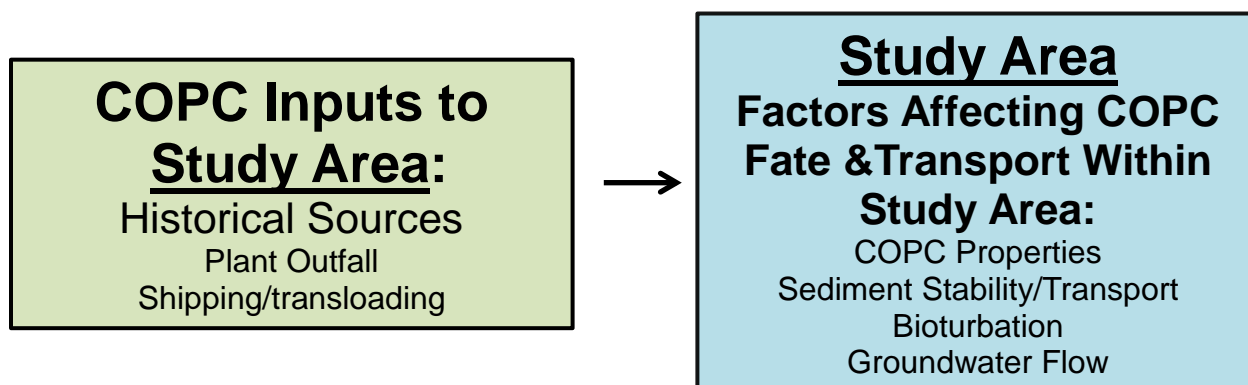 COPC Inputs to
Study Area:
Historical Sources
Plant Outfall
Shipping/transloading
Study Area
Factors Affecting COPC
Fate &Transport Within
Study Area:
COPC Properties
Sediment Stability/Transport
Bioturbation
Groundwater Flow